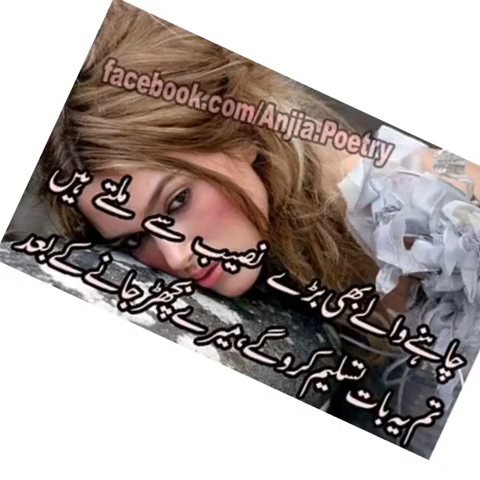 facebook.com/Anjia.Poetry
چاہنے والے بھی بڑے نصیب سے ملتے ہیں
تم یہ بات تسلیم کرو گے، میرے بچھڑ جانے کے بعد